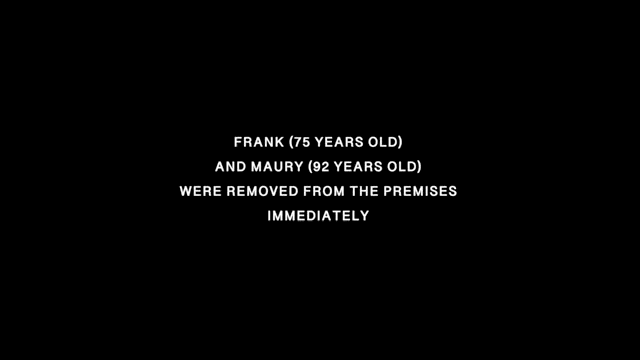 FRANK (75 YEARS OLD)
AND MAURY (92 YEARS OLD)
WERE REMOVED FROM THE PREMISES
IMMEDIATELY